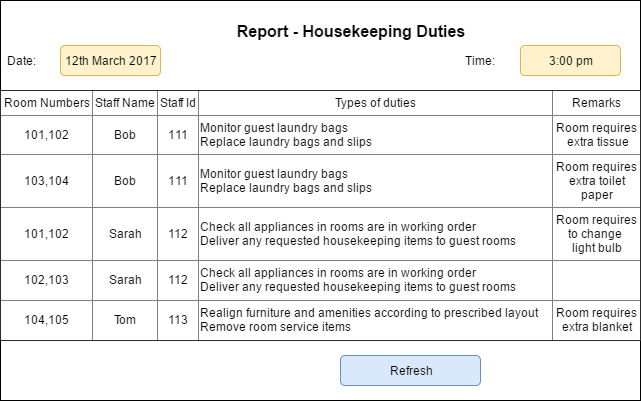 Report - Housekeeping Duties
Date: 12th March 2017 Time: 3:00 pm
Room Numbers Staff Name Staff Id Types of duties Remarks
101,102 Bob 111 Monitor guest laundry bags
Replace laundry bags and slips
Room requires
extra tissue
103,104 Bob 111 Monitor guest laundry bags
Replace laundry bags and slips
Room requires
extra toilet
paper
101,102 Sarah 112 Check all appliances in rooms are in working order
Deliver any requested housekeeping items to guest rooms
Room requires
to change
light bulb
102,103 Sarah 112 Check all appliances in rooms are in working order
Deliver any requested housekeeping items to guest rooms
104,105 Tom 113 Realign furniture and amenities according to prescribed layout
Remove room service items
Room requires
extra blanket
Refresh